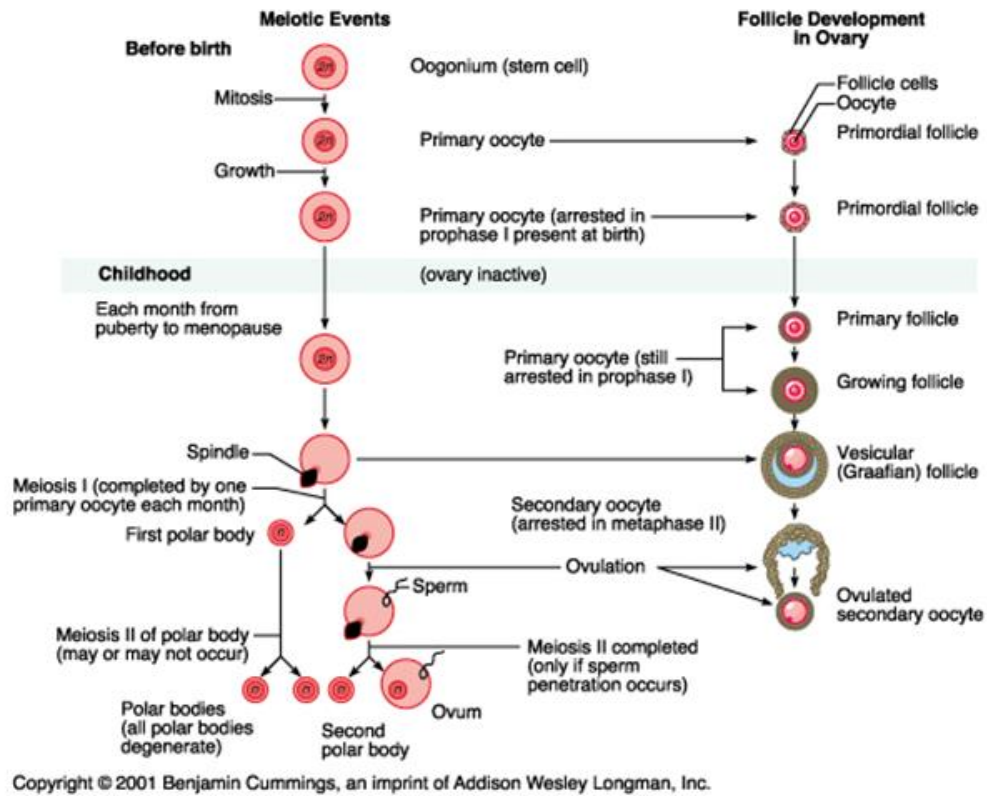 Meiotic Events
Follicle Development
in Ovary
Before birth
2n
Oogonium (stem cell)
Follicle cells
Oocyte
Mitosis
2n
Primary oocyte
Primordial follicle
Growth
2n
Primary oocyte (arrested in
prophase I present at birth)
Primordial follicle
Childhood
(ovary inactive)
Each month from
puberty to menopause
Primary follicle
2n
Primary oocyte (still
arrested in prophase I)
Growing follicle
Spindle
Vesicular
(Graafian) follicle
Meiosis I (completed by one
primary oocyte each month)
Secondary oocyte
(arrested in metaphase II)
First polar body
n
Ovulation
Sperm
Ovulated
secondary oocyte
Meiosis II of polar body
(may or may not occur)
Meiosis II completed
(only if sperm
penetration occurs)
n
n
n
n
Polar bodies
(all polar bodies
degenerate)
Ovum
Second
polar body
Copyright © 2001 Benjamin Cummings, an imprint of Addison Wesley Longman, Inc.